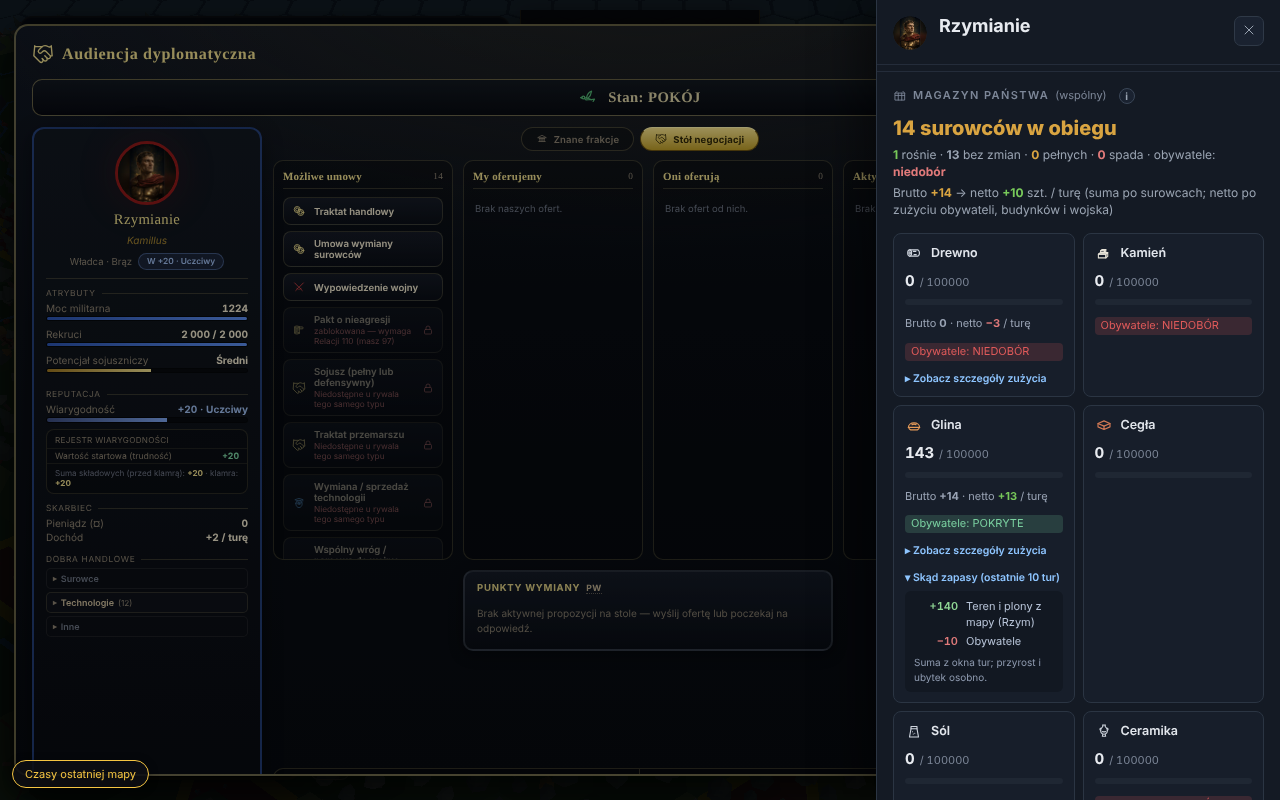 Audiencja dyplomatyczna
Stan: POKÓJ
Znane frakcje
Stół negocjacji
Rzymianie
Kamillus
Władca · Brąz
W +20 · Uczciwy
ATRYBUTY
Moc militarna 1224
Rekruci 2 000 / 2 000
Potencjał sojuszniczy Średni
REPUTACJA
Wiarygodność +20 · Uczciwy
REJESTR WIARYGODNOŚCI
Wartość startowa (trudność) +20
Suma składowych (przed klamrą): +20 · klamra:
+20
SKARBIEC
Pieniądz (¤) 0
Dochód +2 / turę
DOBRA HANDLOWE
▸ Surowce
▸ Technologie (12)
▸ Inne
Możliwe umowy 14
Traktat handlowy
Umowa wymiany
surowców
Wypowiedzenie wojny
Pakt o nieagresji
zablokowana — wymaga
Relacji 110 (masz 97)
Sojusz (pełny lub
defensywny)
Niedostępne u rywala
tego samego typu
Traktat przemarszu
Niedostępne u rywala
tego samego typu
Wymiana / sprzedaż
technologii
Niedostępne u rywala
tego samego typu
Wspólny wróg /
My oferujemy 0
Brak naszych ofert.
Oni oferują 0
Brak ofert od nich.
Akty
Brak
PUNKTY WYMIANY PW
Brak aktywnej propozycji na stole — wyślij ofertę lub poczekaj na
odpowiedź.
Czasy ostatniej mapy
Rzymianie
MAGAZYN PAŃSTWA (wspólny) i
14 surowców w obiegu
1 rośnie · 13 bez zmian · 0 pełnych · 0 spada · obywatele:
niedobór
Brutto +14 → netto +10 szt. / turę (suma po surowcach; netto po
zużyciu obywateli, budynków i wojska)
Drewno
0 / 100000
Brutto 0 · netto −3 / turę
Obywatele: NIEDOBÓR
▸ Zobacz szczegóły zużycia
Kamień
0 / 100000
Obywatele: NIEDOBÓR
Glina
143 / 100000
Brutto +14 · netto +13 / turę
Obywatele: POKRYTE
▸ Zobacz szczegóły zużycia
▾ Skąd zapasy (ostatnie 10 tur)
+140 Teren i plony z
mapy (Rzym)
−10 Obywatele
Suma z okna tur; przyrost i
ubytek osobno.
Cegła
0 / 100000
Sól
0 / 100000
Ceramika
0 / 100000